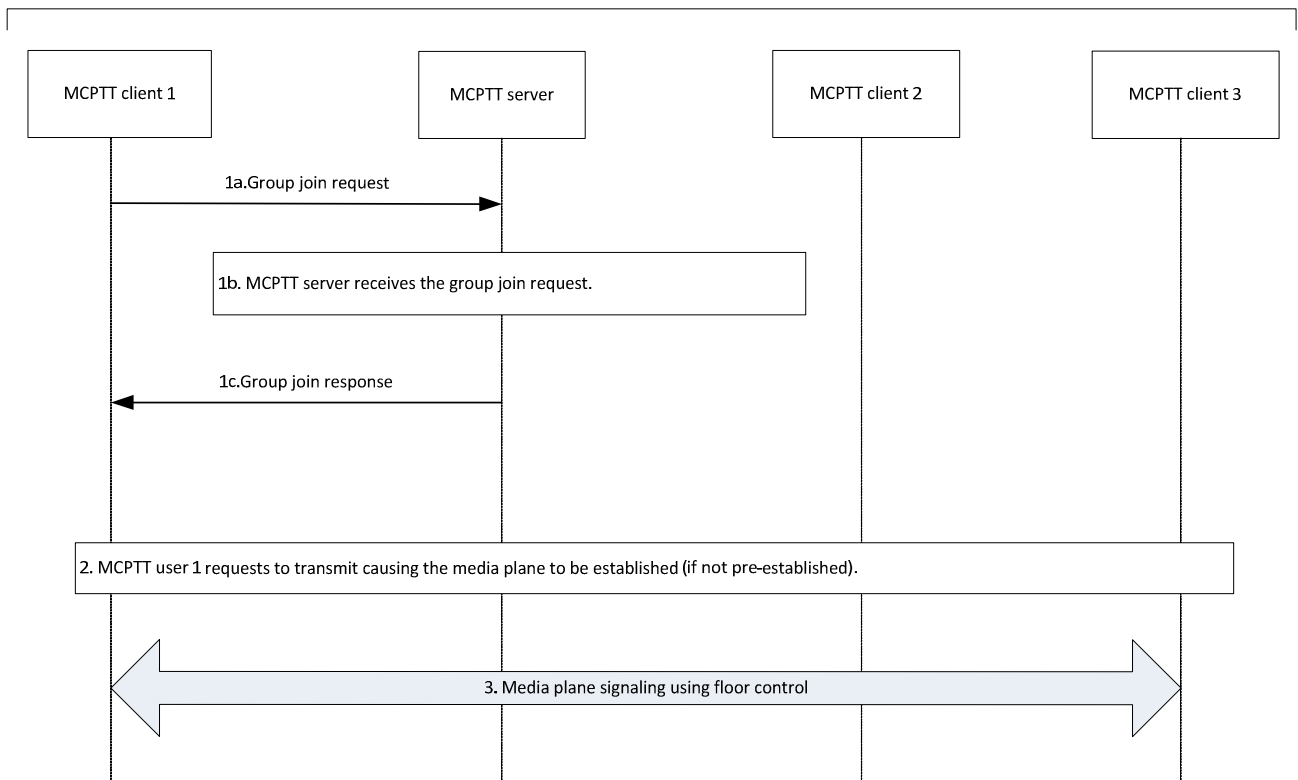 MCPTT client 1
MCPTT server
MCPTT client 2
MCPTT client 3
1a.Group join request
1b. MCPTT server receives the group join request.
1c.Group join response
2. MCPTT user 1 requests to transmit causing the media plane to be established (if not pre-established).
3. Media plane signaling using floor control